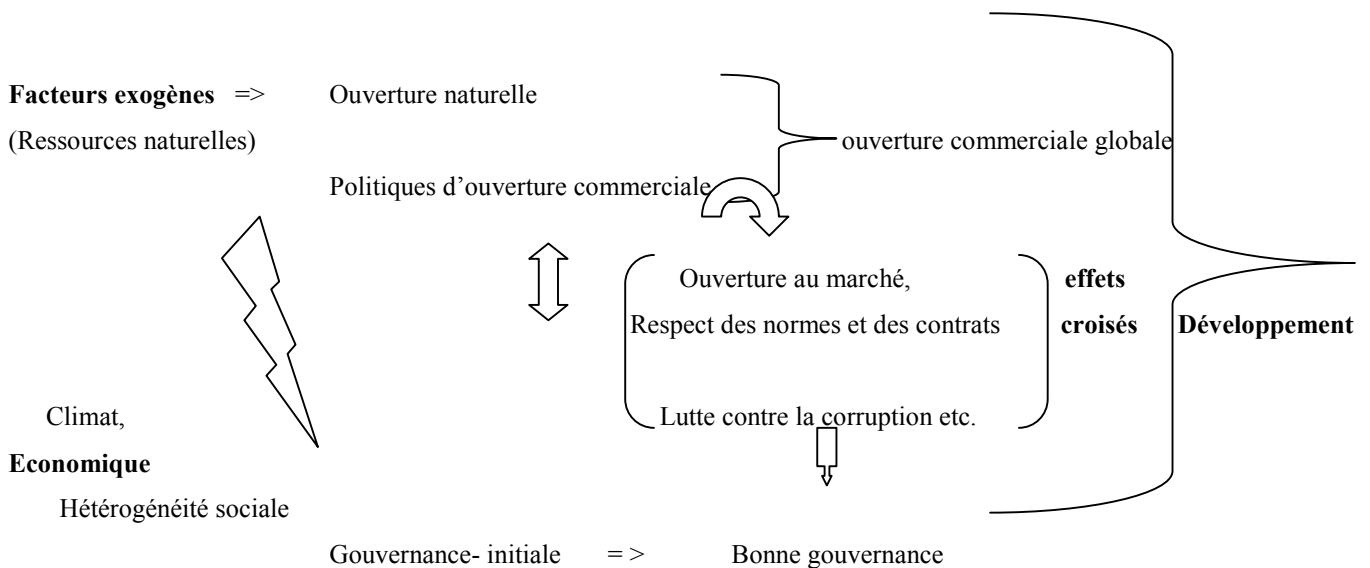 Facteurs exogènes => Ouverture naturelle
(Ressources naturelles) ouverture commerciale globale
Politiques d’ouverture commerciale
Ouverture au marché, effets
Respect des normes et des contrats croisés Développement
Climat, Lutte contre la corruption etc.
Economique
Hétérogénéité sociale
Gouvernance- initiale = > Bonne gouvernance